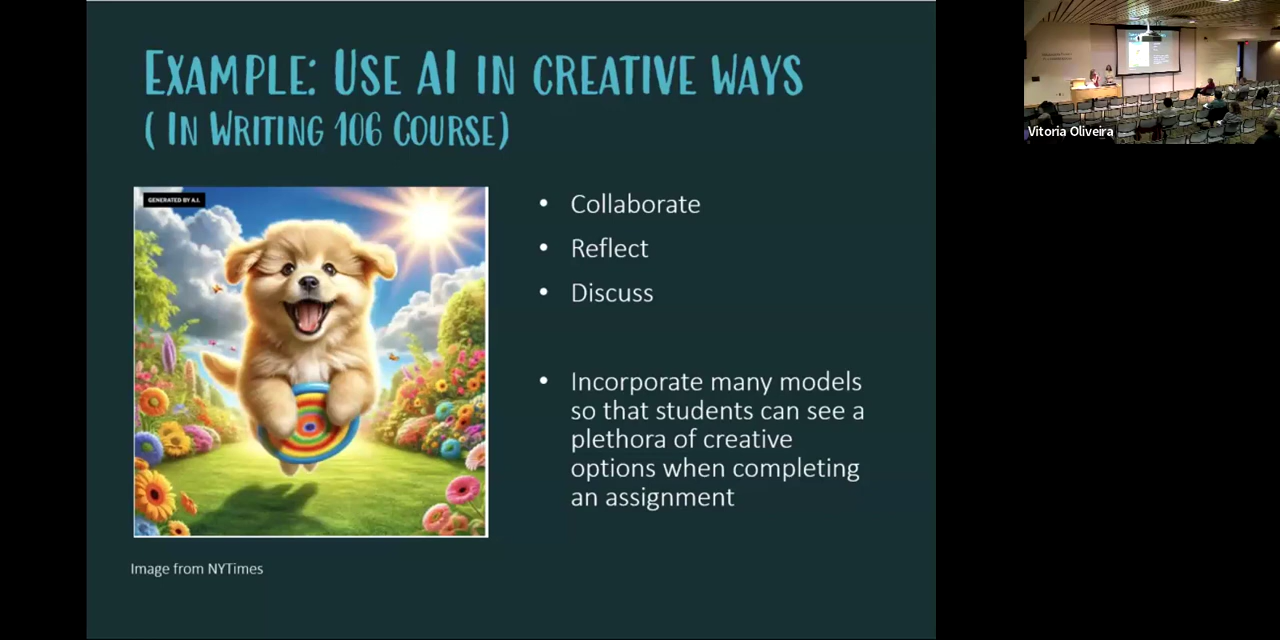 EXAMPLE: USE AI IN CREATIVE WAYS
( IN WRITING 106 COURSE)
GENERATED BY A.I.
• Collaborate
• Reflect
• Discuss
• Incorporate many models
so that students can see a
plethora of creative
options when completing
an assignment
Image from NYTimes
Vitoria Oliveira